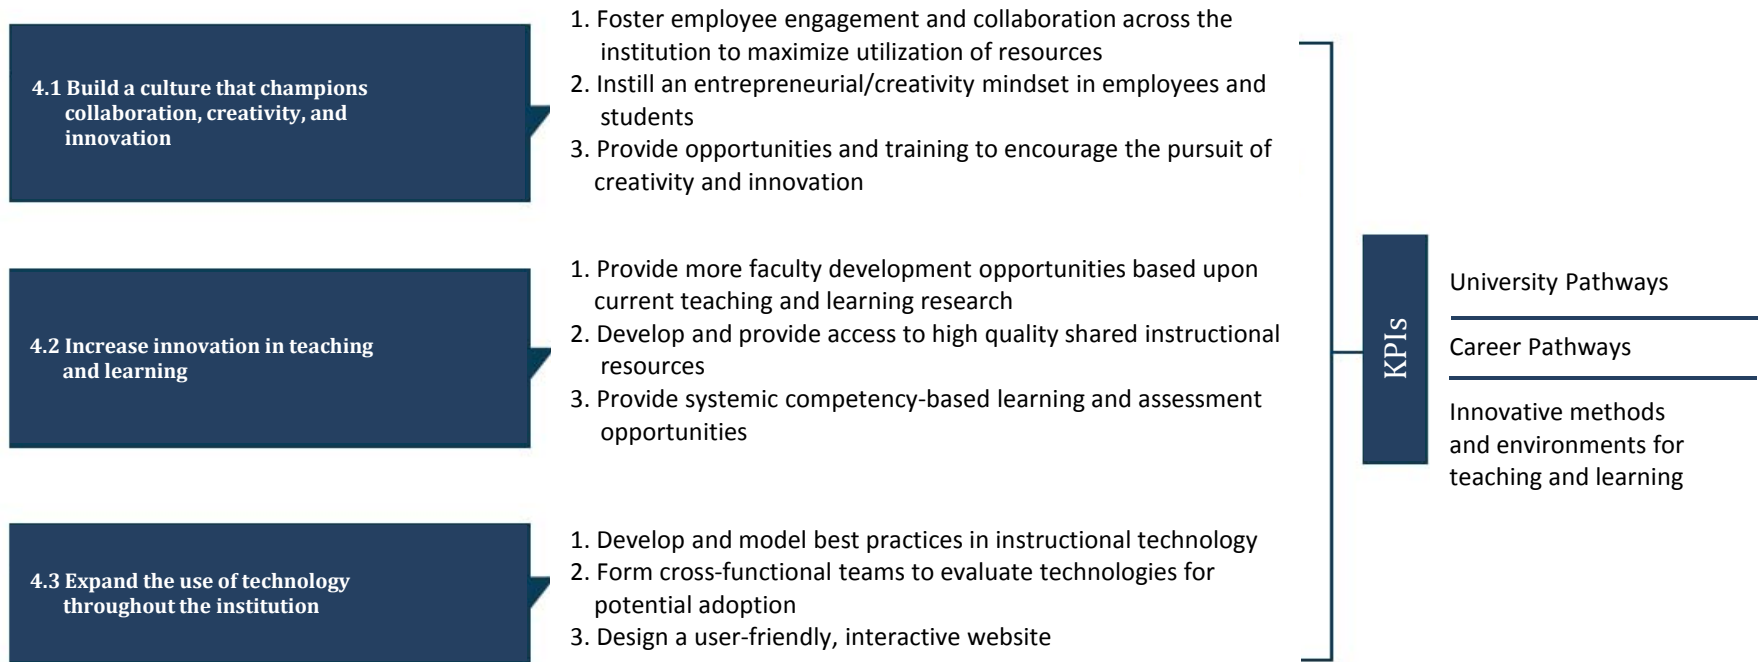 4.1 Build a culture that champions
collaboration, creativity, and
innovation
1. Foster employee engagement and collaboration across the
institution to maximize utilization of resources
2. Instill an entrepreneurial/creativity mindset in employees and
students
3. Provide opportunities and training to encourage the pursuit of
creativity and innovation
4.2 Increase innovation in teaching
and learning
1. Provide more faculty development opportunities based upon
current teaching and learning research
2. Develop and provide access to high quality shared instructional
resources
3. Provide systemic competency-based learning and assessment
opportunities
4.3 Expand the use of technology
throughout the institution
1. Develop and model best practices in instructional technology
2. Form cross-functional teams to evaluate technologies for
potential adoption
3. Design a user-friendly, interactive website
KPIs
University Pathways
Career Pathways
Innovative methods
and environments for
teaching and learning